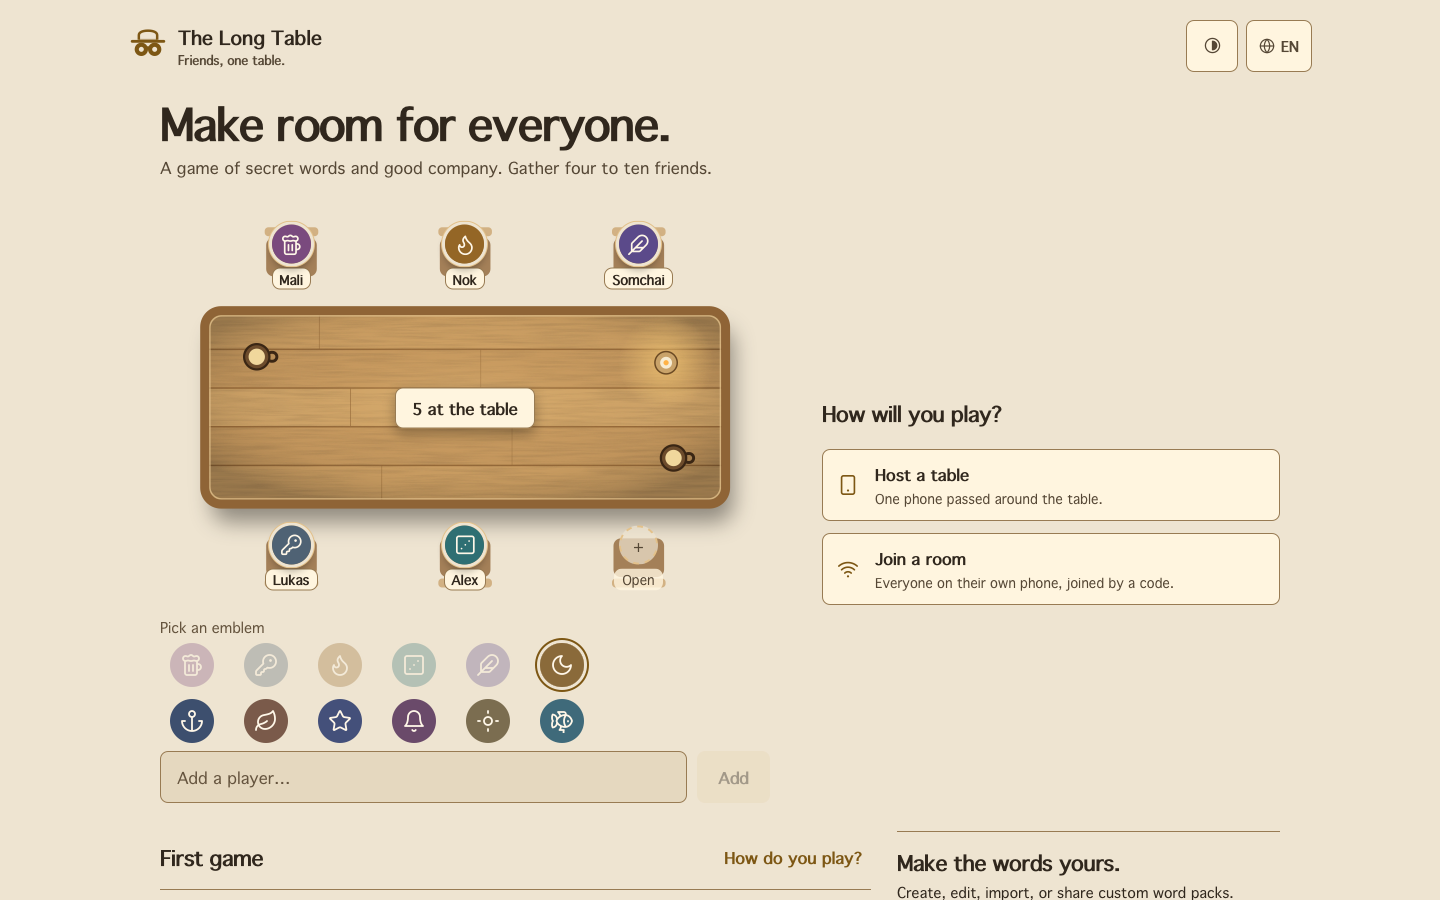 The Long Table
Friends, one table.
EN
Make room for everyone.
A game of secret words and good company. Gather four to ten friends.
Mali
Nok
Somchai
5 at the table
Lukas
Alex
Open
How will you play?
Host a table
One phone passed around the table.
Join a room
Everyone on their own phone, joined by a code.
Pick an emblem
Add a player...
Add
First game
How do you play?
Make the words yours.
Create, edit, import, or share custom word packs.